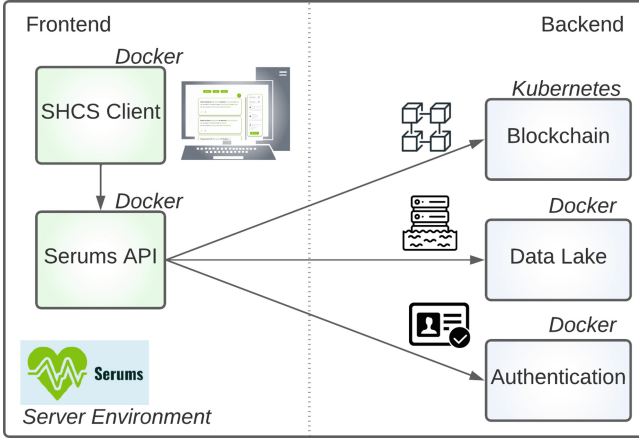 Frontend
Backend
Docker
SHCS Client
Docker
Serums API
Kubernetes
Blockchain
Docker
Data Lake
Docker
Authentication
Serums
Server Environment